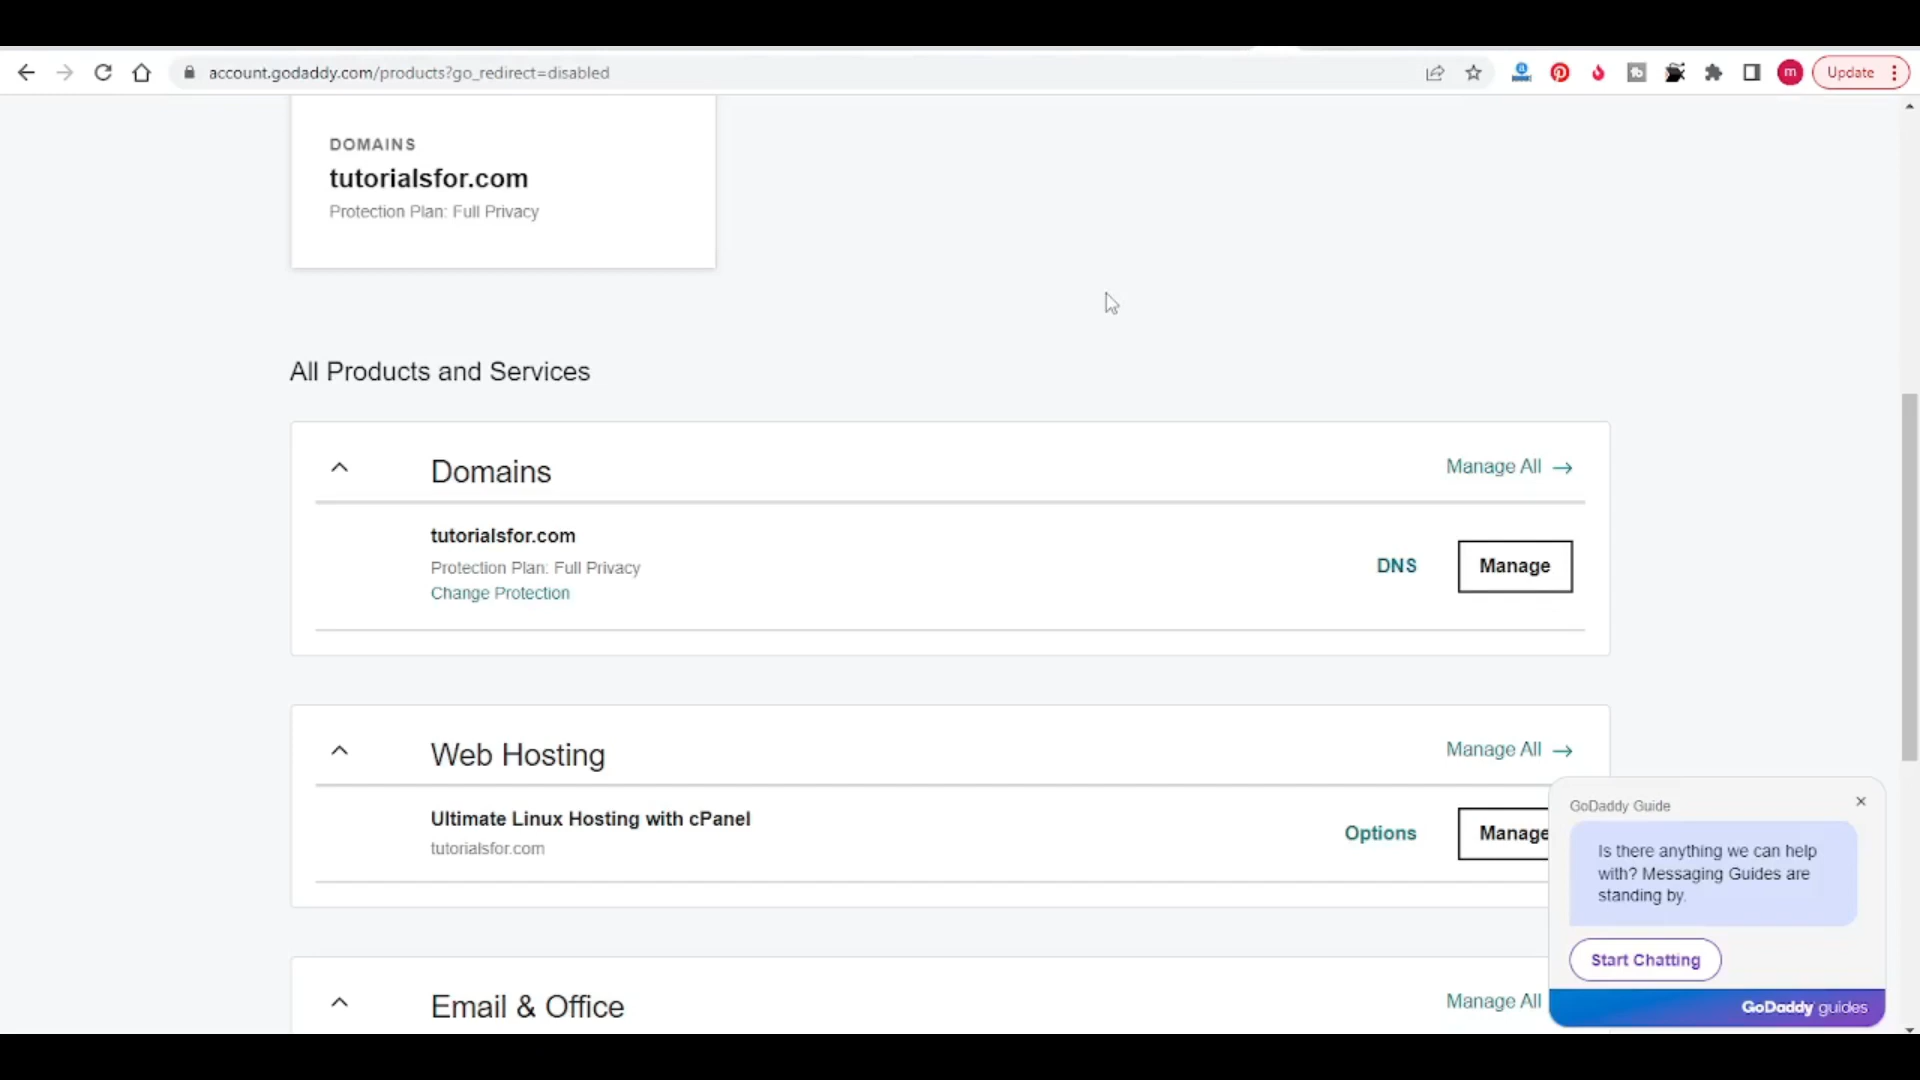 account.godaddy.com/products?go_redirect=disabled
m
Update
DOMAINS
tutorialsfor.com
Protection Plan: Full Privacy
All Products and Services
Domains
Manage All →
tutorialsfor.com
Protection Plan: Full Privacy
Change Protection
DNS
Manage
Web Hosting
Manage All →
Ultimate Linux Hosting with cPanel
tutorialsfor.com
Options
Manage
Email & Office
Manage All
GoDaddy Guide
Is there anything we can help
with? Messaging Guides are
standing by.
Start Chatting
GoDaddy guides